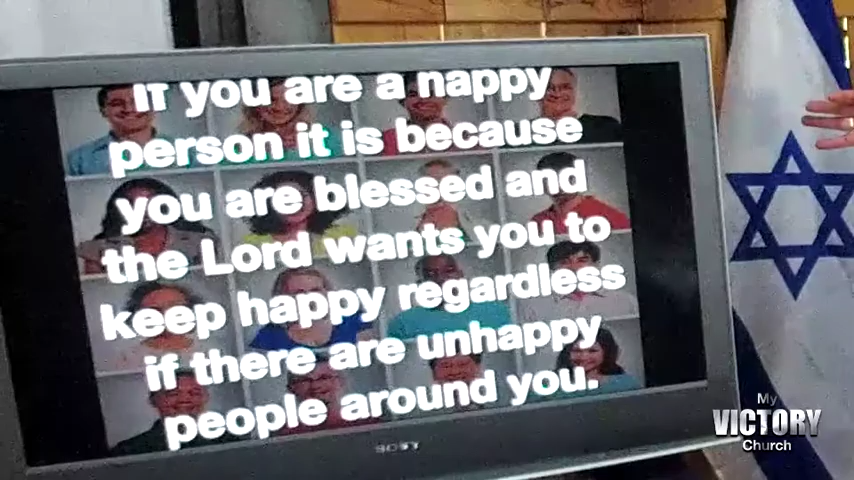 If you are a happy
person it is because
you are blessed and
the Lord wants you to
keep happy regardless
if there are unhappy
people around you.
SONY
My
VICTORY
Church